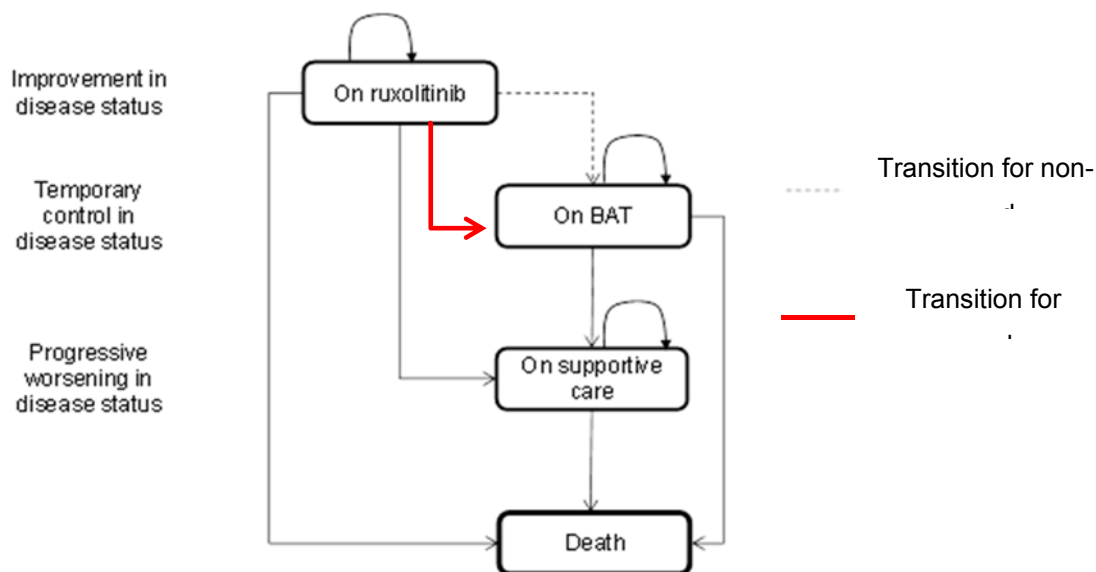 On ruxolitinib
Improvement in
disease status
Temporary
control in
disease status
On BAT
Transition for non-
Transition for
Progressive
worsening in
disease status
On supportive
care
Death